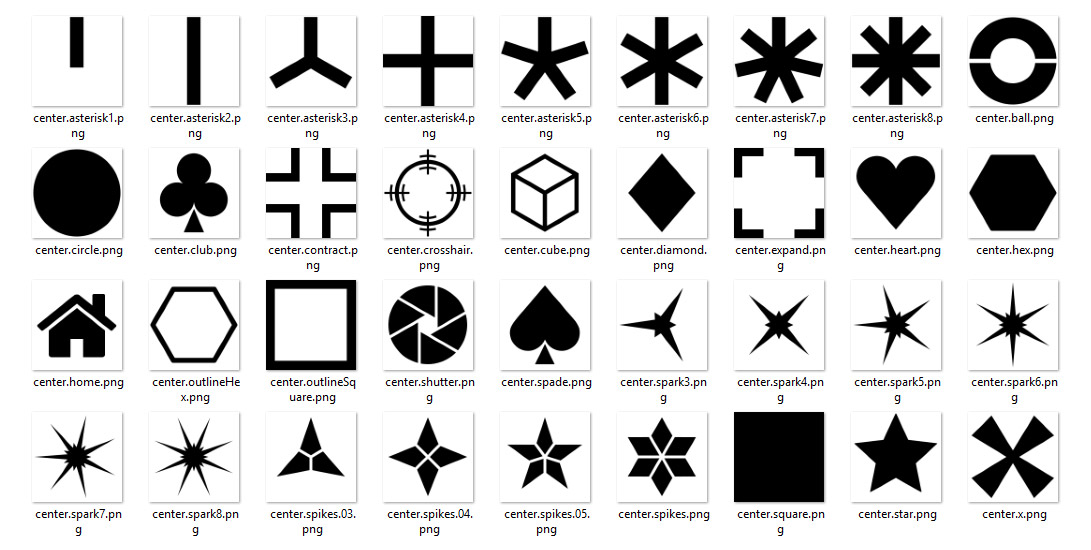 center.asterisk1.p
ng
center.asterisk2.p
ng
center.asterisk3.p
ng
center.asterisk4.p
ng
center.asterisk5.p
ng
center.asterisk6.p
ng
center.asterisk7.p
ng
center.asterisk8.p
ng
center.ball.png
center.circle.png
center.club.png
center.contract.p
ng
center.crosshair.
png
center.cube.png
center.diamond.
png
center.expand.pn
g
center.heart.png
center.hex.png
center.home.png
center.outlineHe
x.png
center.outlineSq
uare.png
center.shutter.pn
g
center.spade.png
center.spark3.pn
g
center.spark4.pn
g
center.spark5.pn
g
center.spark6.pn
g
center.spark7.pn
g
center.spark8.pn
g
center.spikes.03.
png
center.spikes.04.
png
center.spikes.05.
png
center.spikes.png
center.square.pn
g
center.star.png
center.x.png